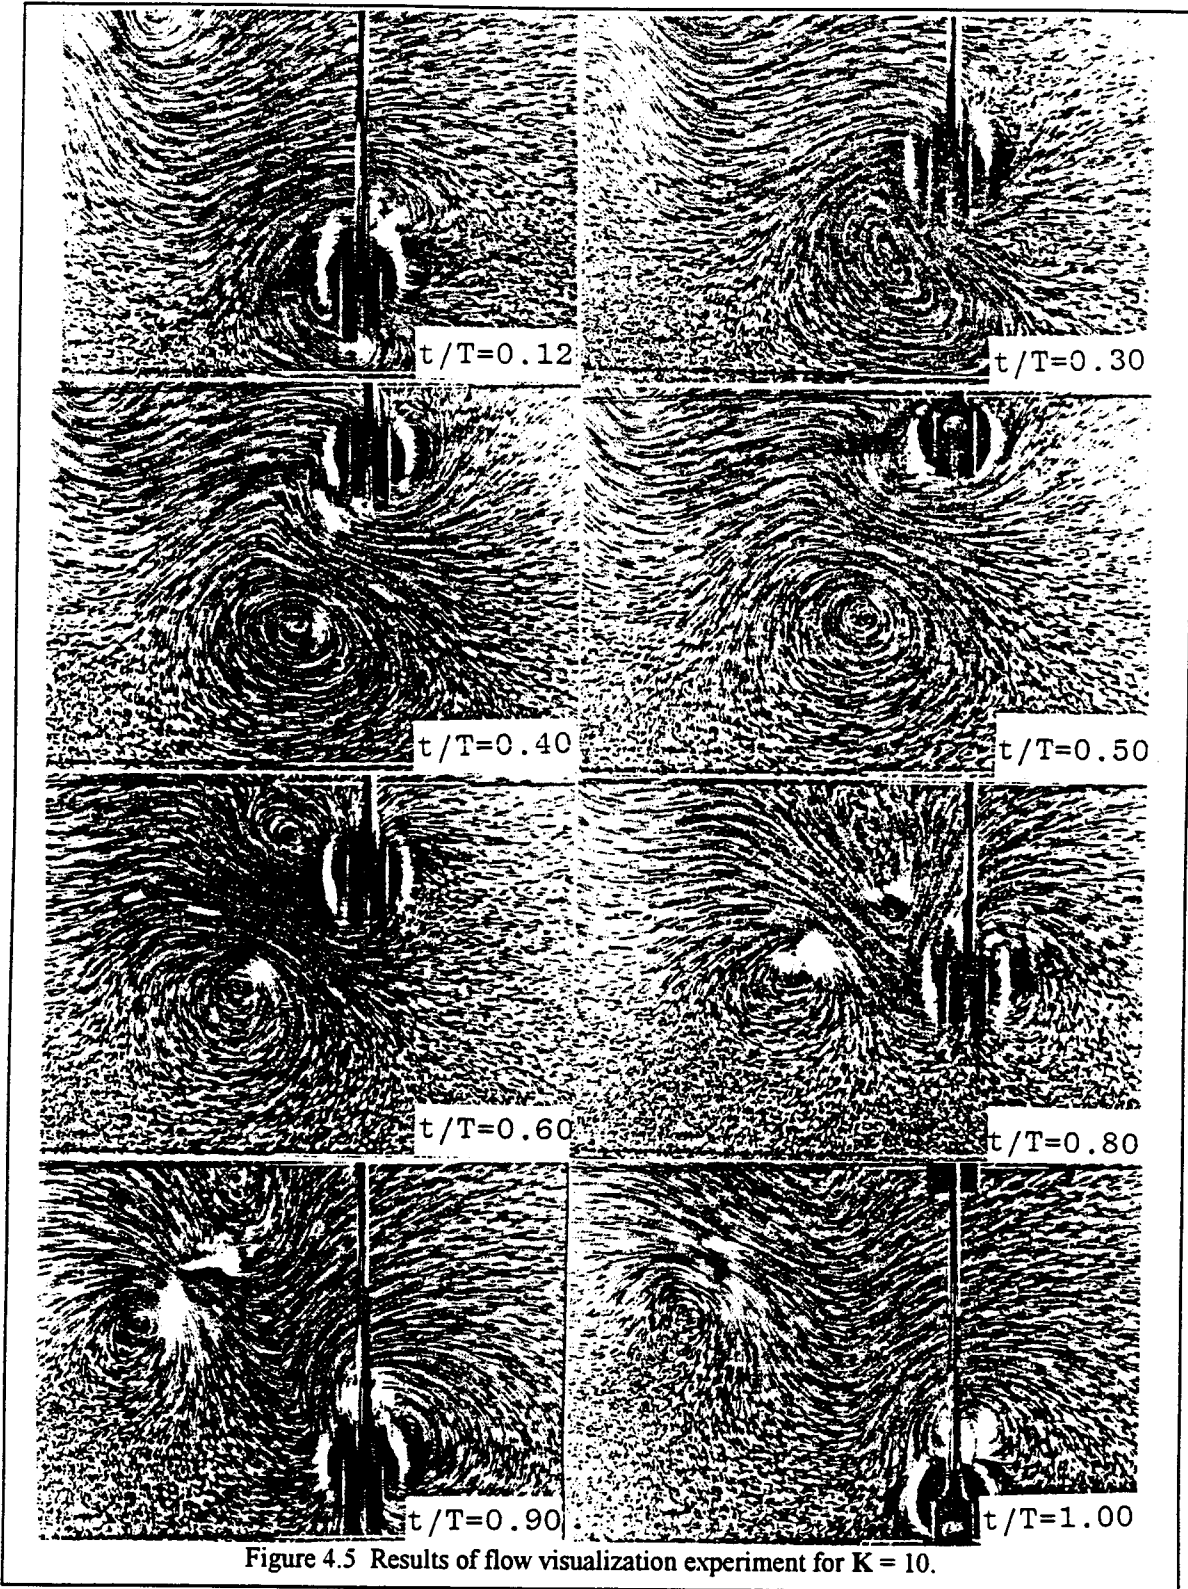 t/T=0.12
t/T=0.30
t/T=0.40
t/T=0.50
t/T=0.60
t/T=0.80
t/T=0.90
t/T=1.00
Figure 4.5 Results of flow visualization experiment for K = 10.